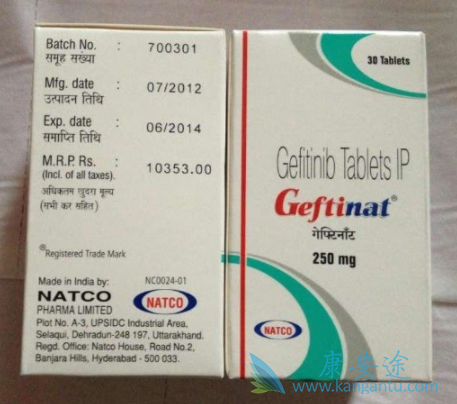 Batch No. : 700301
समूह संख्या
Mfg. date : 07/2012
उत्पादन तिथि
Exp. date : 06/2014
समाप्ति तिथि
M.R.P. Rs. : 10353.00
(Incl. of all taxes).
अधिकतम खुदरा मूल्य
(सभी कर सहित)
®Registered Trade Mark
Made in India by: NC0024-01
NATCO
PHARMA LIMITED
NATCO
Plot No. A-3, UPSIDC Industrial Area,
Selaqui, Dehradun-248 197, Uttarakhand.
Regd. Office: Natco House, Road No.2,
Banjara Hills, Hyderabad - 500 033.
30 Tablets
Gefitinib Tablets IP
Geftinat®
गेफ्टिनॉट
250 mg
NATCO
康安途
www.kangantu.com